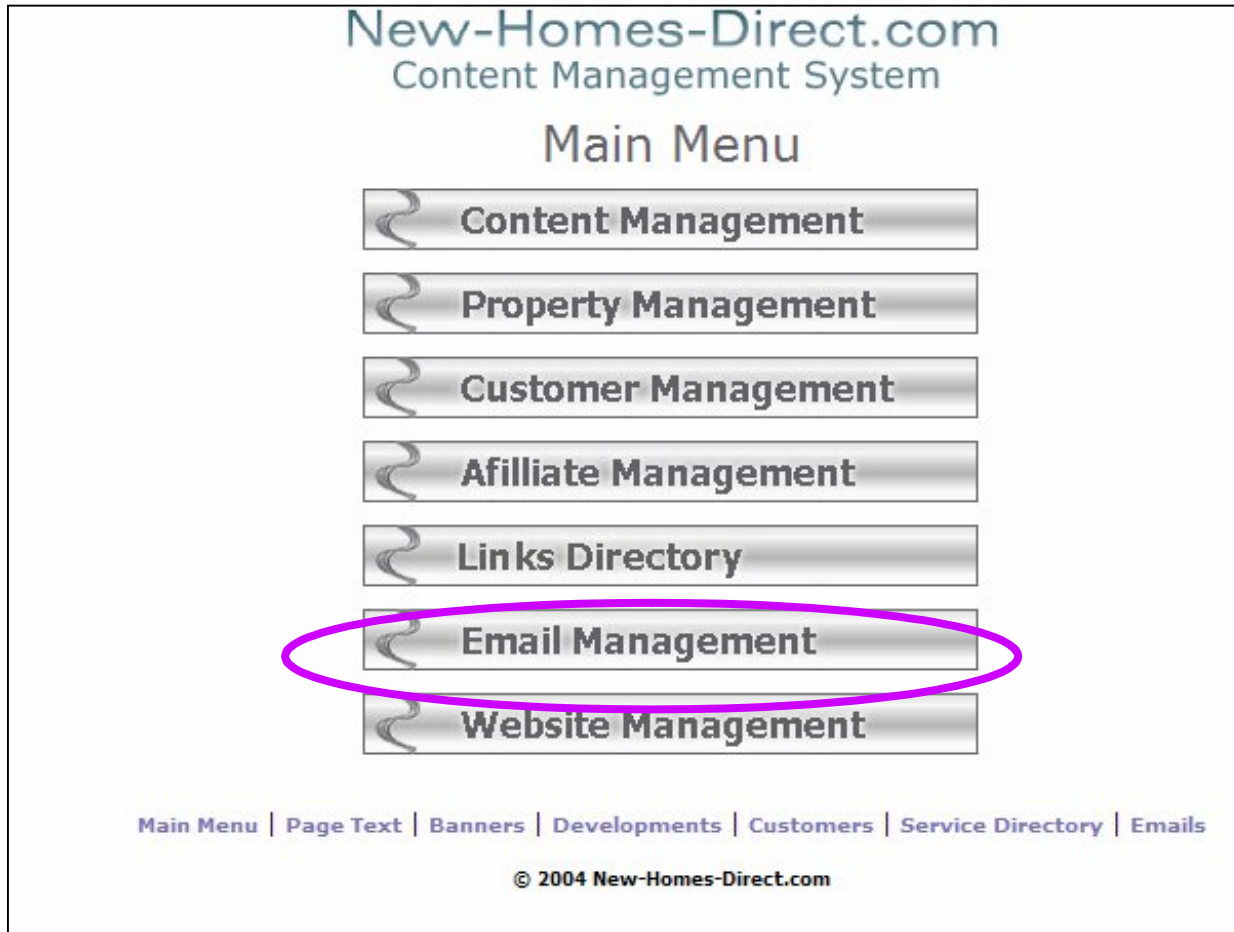 New-Homes-Direct.com
Content Management System
Main Menu
Content Management
Property Management
Customer Management
Afilliate Management
Links Directory
Email Management
Website Management
Main Menu | Page Text | Banners | Developments | Customers | Service Directory | Emails
© 2004 New-Homes-Direct.com